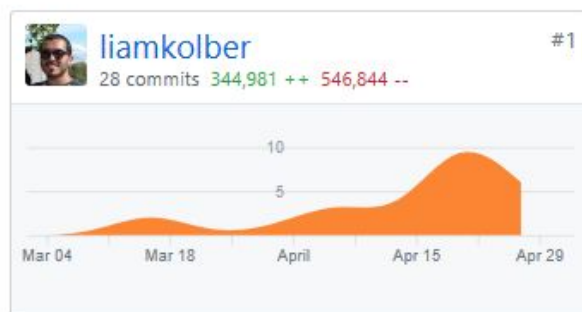 liamkolber #1
28 commits 344,981 ++ 546,844 --
10
5
Mar 04 Mar 18 April Apr 15 Apr 29